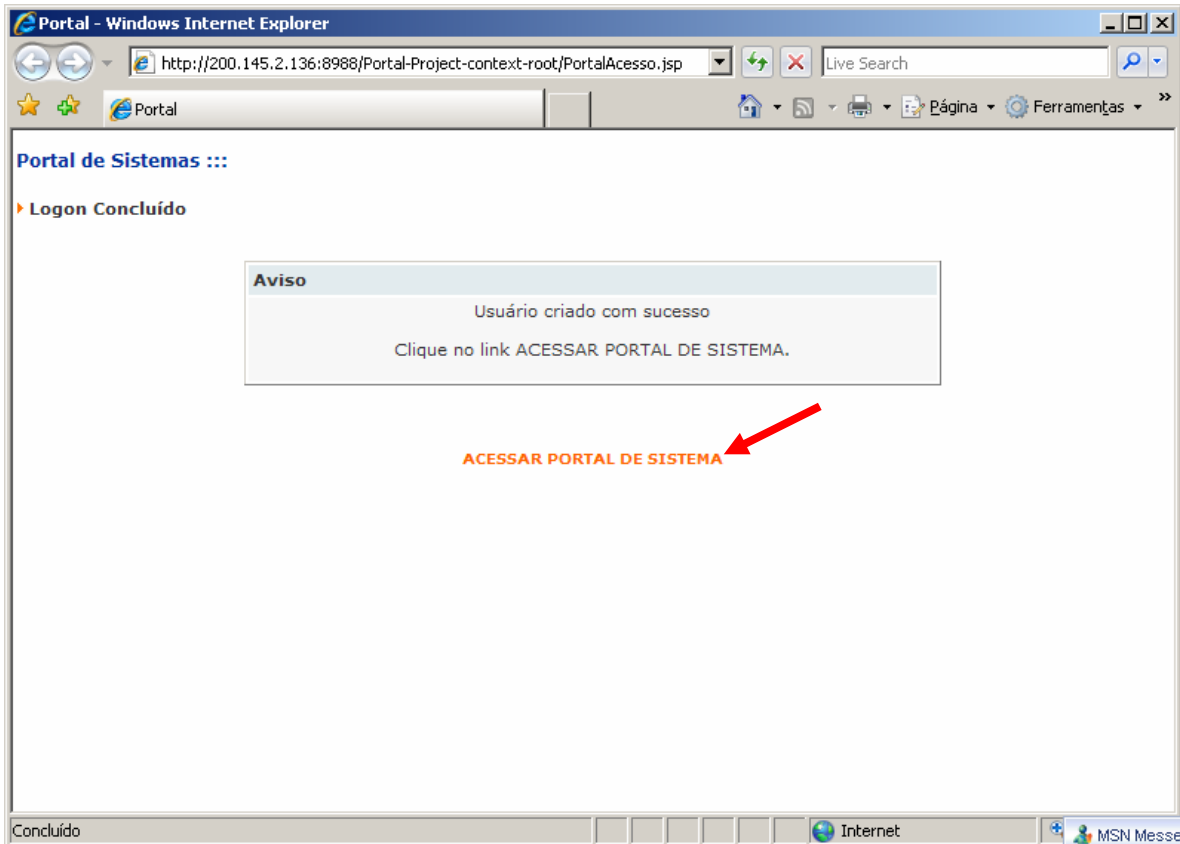 Portal - Windows Internet Explorer
http://200.145.2.136:8988/Portal-Project-context-root/PortalAcesso.jsp
Live Search
Portal
Página
Ferramentas
»
Portal de Sistemas :::
Logon Concluído
Aviso
Usuário criado com sucesso
Clique no link ACESSAR PORTAL DE SISTEMA.
ACESSAR PORTAL DE SISTEMA
Concluído
Internet
MSN Messe